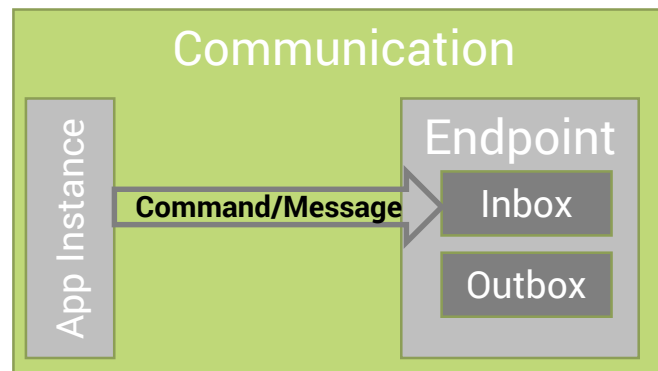 Communication
App Instance
Endpoint
Command/Message
Inbox
Outbox